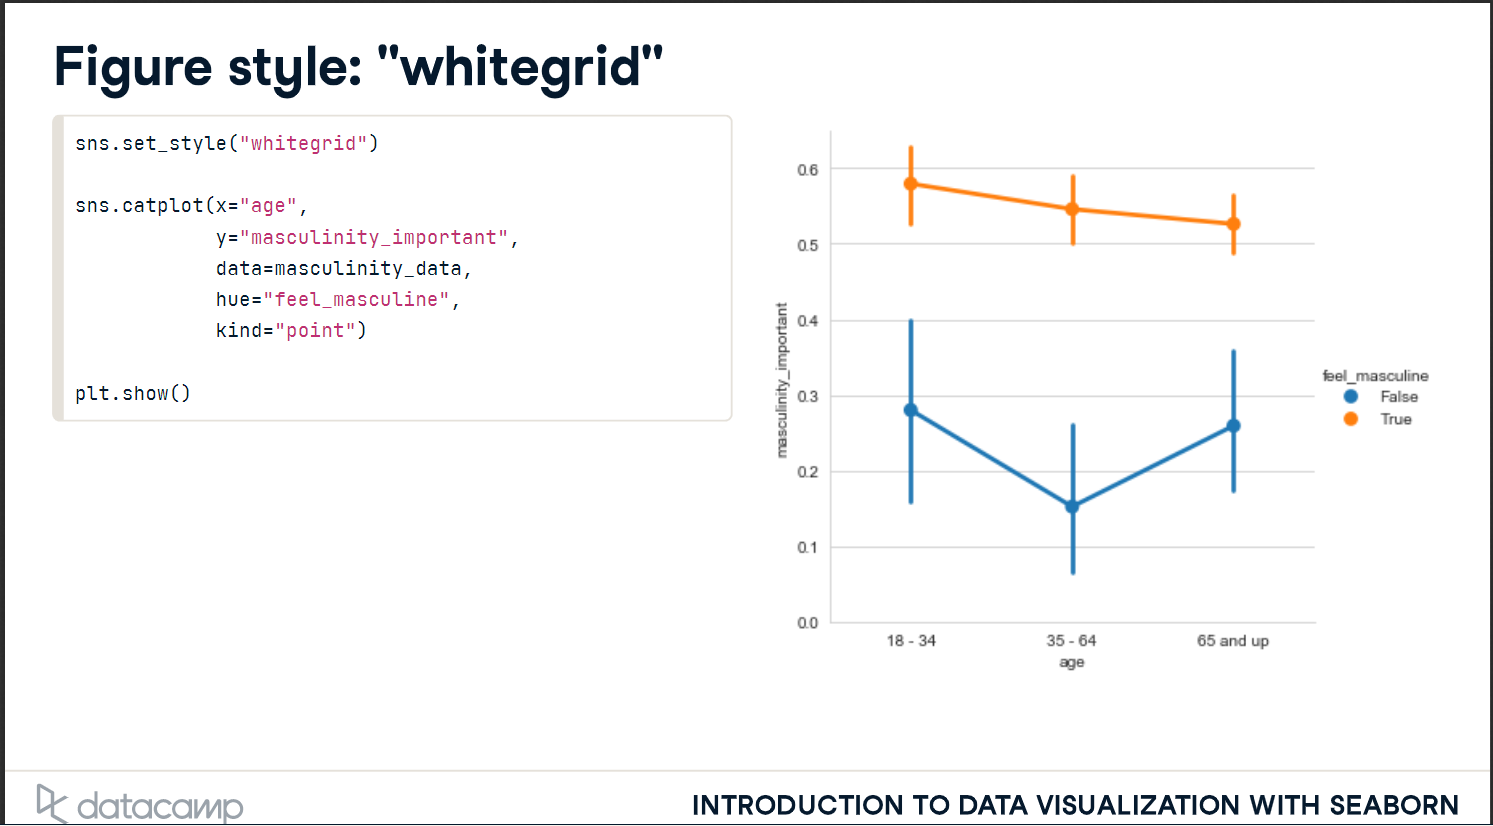 Figure style: "whitegrid"
sns.set_style("whitegrid")
sns.catplot(x="age",
y="masculinity_important",
data=masculinity_data,
hue="feel_masculine",
kind="point")
plt.show()
masculinity_important
0.6
0.5
0.4
0.3
0.2
0.1
0.0
18 - 34 35 - 64 65 and up
age
feel_masculine
False
True
datacamp
INTRODUCTION TO DATA VISUALIZATION WITH SEABORN